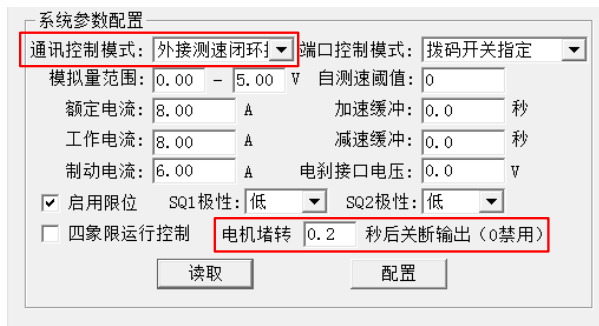 系统参数配置
通讯控制模式: 外接测速闭环 端口控制模式: 拨码开关指定
模拟量范围: 0.00 - 5.00 V 自测速阈值: 0
额定电流: 8.00 A 加速缓冲: 0.0 秒
工作电流: 8.00 A 减速缓冲: 0.0 秒
制动电流: 6.00 A 电刹接口电压: 0.0 V
启用限位 SQ1极性: 低 SQ2极性: 低
四象限运行控制 电机堵转 0.2 秒后关断输出（0禁用）
读取 配置